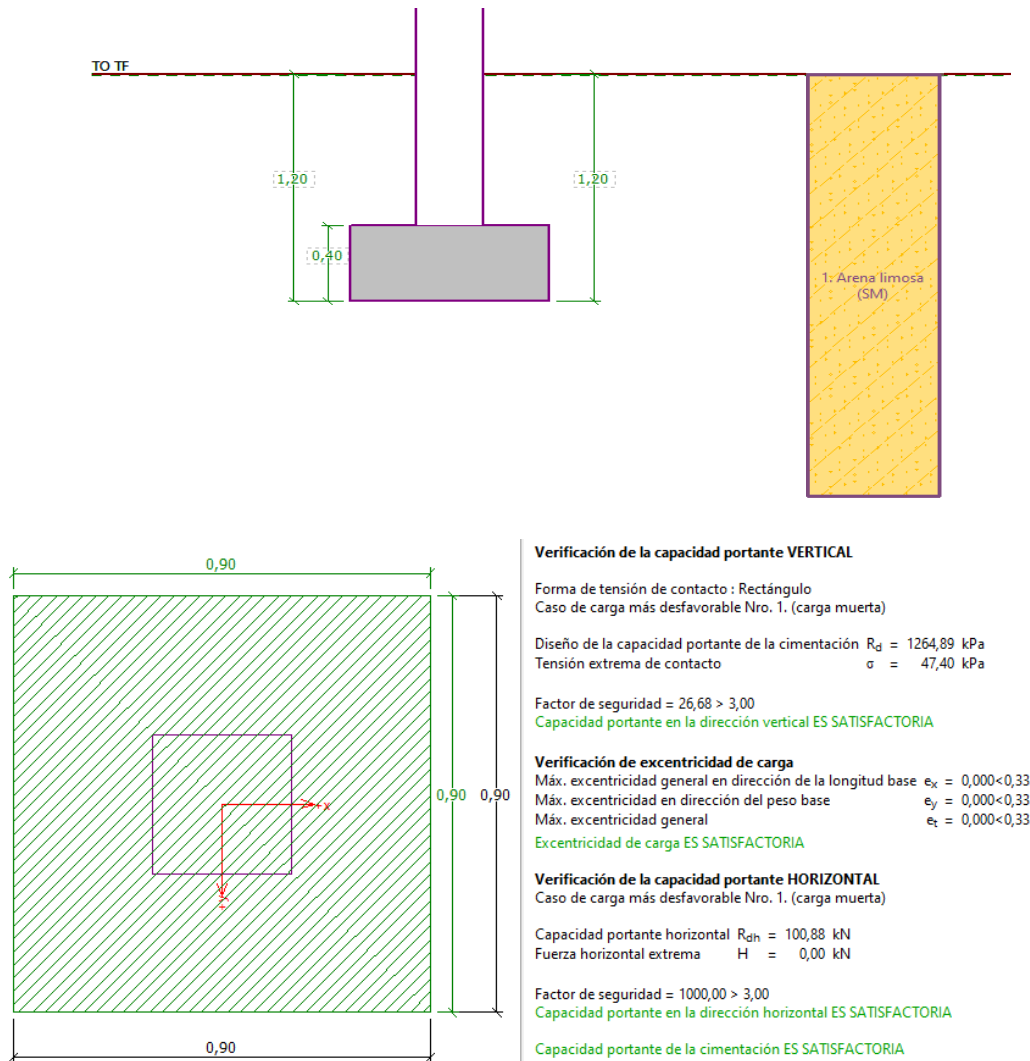 TO TF
1,20
1,20
0,40
1. Arena limosa
(SM)
0,90
0,90
0,90
0,90
+x
+y
Verificación de la capacidad portante VERTICAL
Forma de tensión de contacto : Rectángulo
Caso de carga más desfavorable Nro. 1. (carga muerta)
Diseño de la capacidad portante de la cimentación Rd = 1264,89 kPa
Tensión extrema de contacto σ = 47,40 kPa
Factor de seguridad = 26,68 > 3,00
Capacidad portante en la dirección vertical ES SATISFACTORIA
Verificación de excentricidad de carga
Máx. excentricidad general en dirección de la longitud base ex = 0,000<0,33
Máx. excentricidad en dirección del peso base ey = 0,000<0,33
Máx. excentricidad general et = 0,000<0,33
Excentricidad de carga ES SATISFACTORIA
Verificación de la capacidad portante HORIZONTAL
Caso de carga más desfavorable Nro. 1. (carga muerta)
Capacidad portante horizontal Rdh = 100,88 kN
Fuerza horizontal extrema H = 0,00 kN
Factor de seguridad = 1000,00 > 3,00
Capacidad portante en la dirección horizontal ES SATISFACTORIA
Capacidad portante de la cimentación ES SATISFACTORIA